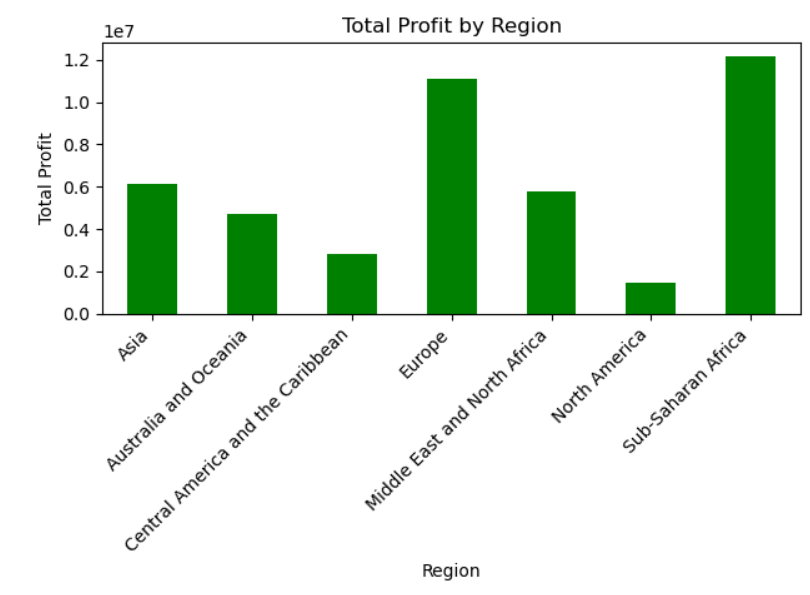 Total Profit by Region
1e7
1.2
1.0
0.8
0.6
0.4
0.2
0.0
Total Profit
Asia
Australia and Oceania
Central America and the Caribbean
Europe
Middle East and North Africa
North America
Sub-Saharan Africa
Region